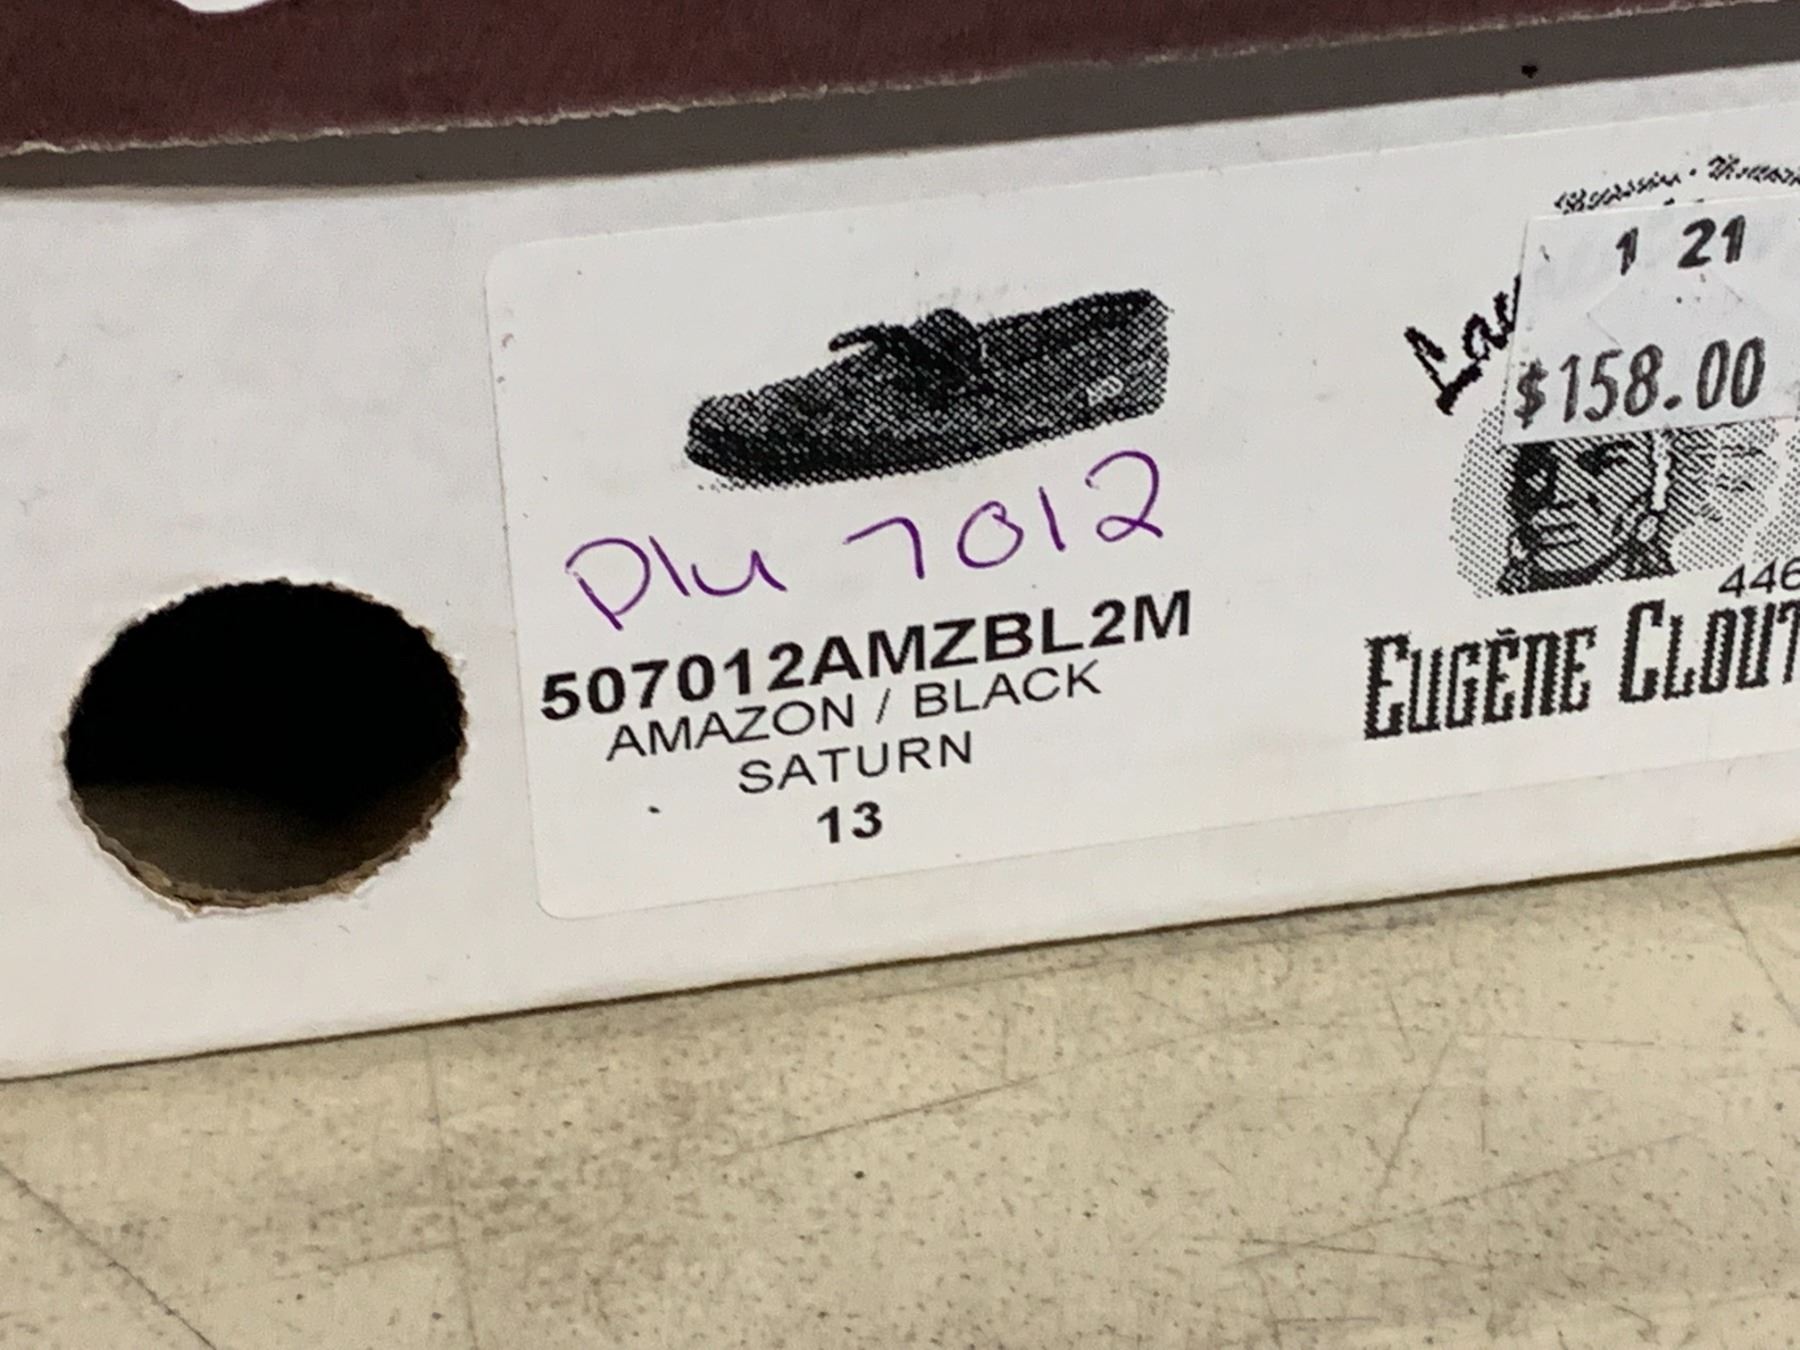 Plu 7012
507012AMZBL2M
AMAZON / BLACK
SATURN
13
1 21
$158.00
446
EUGÈNE CLOUT